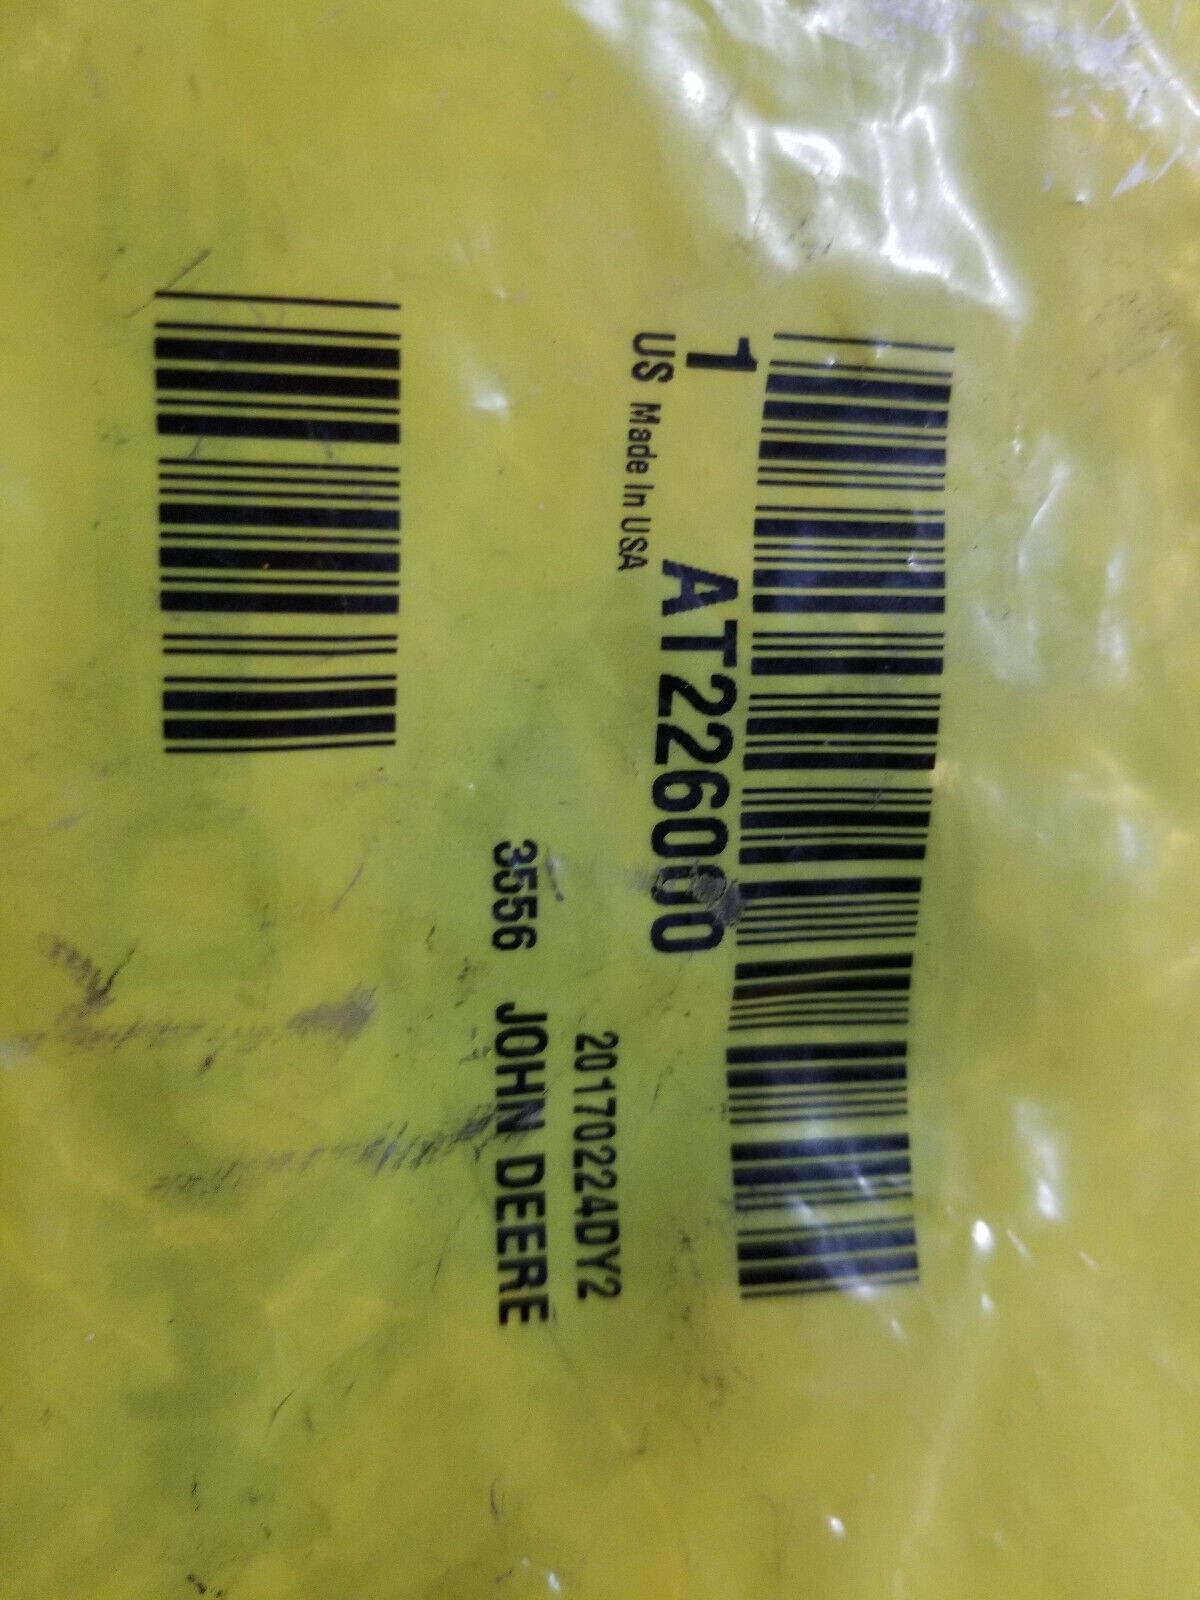 1 AT226000
US Made In USA
20170224DY2
3556 JOHN DEERE